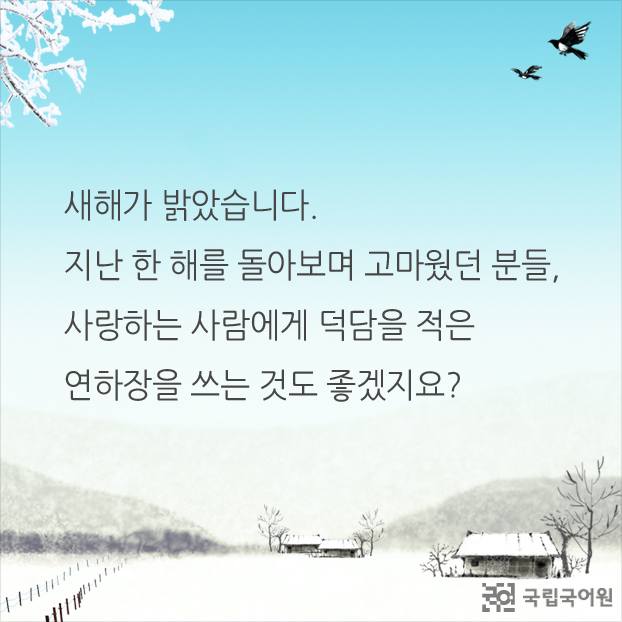 새해가 밝았습니다.
지난 한 해를 돌아보며 고마웠던 분들,
사랑하는 사람에게 덕담을 적은
연하장을 쓰는 것도 좋겠지요?
국립국어원